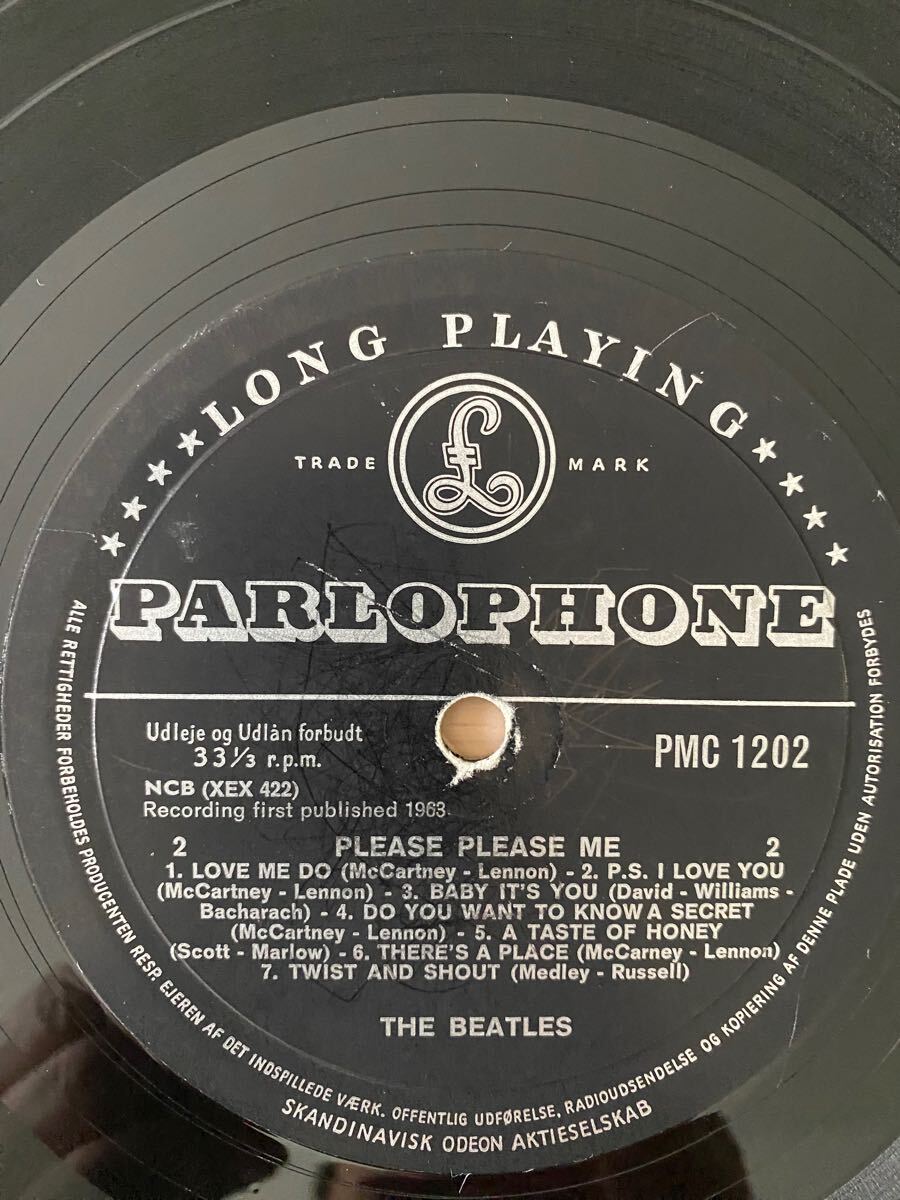 ★★★★ LONG PLAYING ★★★★
TRADE £ MARK
PARLOPHONE
Udleje og Udlån forbudt
33⅓ r.p.m.
PMC 1202
NCB (XEX 422)
Recording first published 1963.
2 PLEASE PLEASE ME 2
1. LOVE ME DO (McCartney - Lennon) - 2. P.S. I LOVE YOU
(McCartney - Lennon) - 3. BABY IT'S YOU (David - Williams -
Bacharach) - 4. DO YOU WANT TO KNOW A SECRET
(McCartney - Lennon) - 5. A TASTE OF HONEY
(Scott - Marlow) - 6. THERE'S A PLACE (McCarney - Lennon)
7. TWIST AND SHOUT (Medley - Russell)
THE BEATLES
ALLE RETTIGHEDER FORBEHOLDES PRODUCENTEN RESP. EJEREN AF DET INDSPILLEDE VÆRK. OFFENTLIG UDFØRELSE, RADIOUDSENDELSE OG KOPIERING AF DENNE PLADE UDEN AUTORISATION FORBYDES
SKANDINAVISK ODEON AKTIESELSKAB